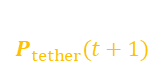 P_tether(t + 1)